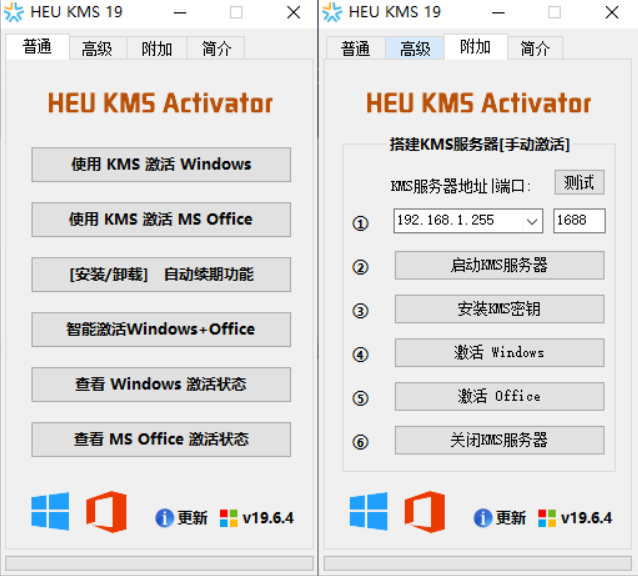 HEU KMS 19
普通 高级 附加 简介
HEU KMS Activator
使用 KMS 激活 Windows
使用 KMS 激活 MS Office
[安装/卸载] 自动续期功能
智能激活Windows+Office
查看 Windows 激活状态
查看 MS Office 激活状态
更新 v19.6.4
HEU KMS 19
普通 高级 附加 简介
HEU KMS Activator
搭建KMS服务器[手动激活]
KMS服务器地址|端口: 测试
① 192.168.1.255 1688
② 启动KMS服务器
③ 安装KMS密钥
④ 激活 Windows
⑤ 激活 Office
⑥ 关闭KMS服务器
更新 v19.6.4